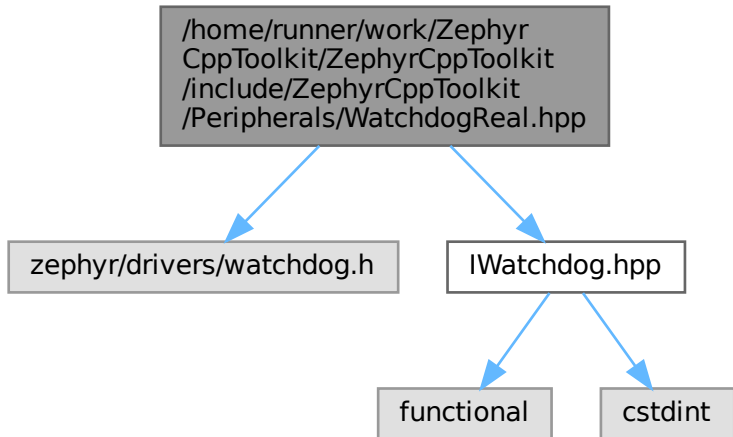 /home/runner/work/Zephyr
CppToolkit/ZephyrCppToolkit
/include/ZephyrCppToolkit
/Peripherals/WatchdogReal.hpp
zephyr/drivers/watchdog.h
IWatchdog.hpp
functional
cstdint